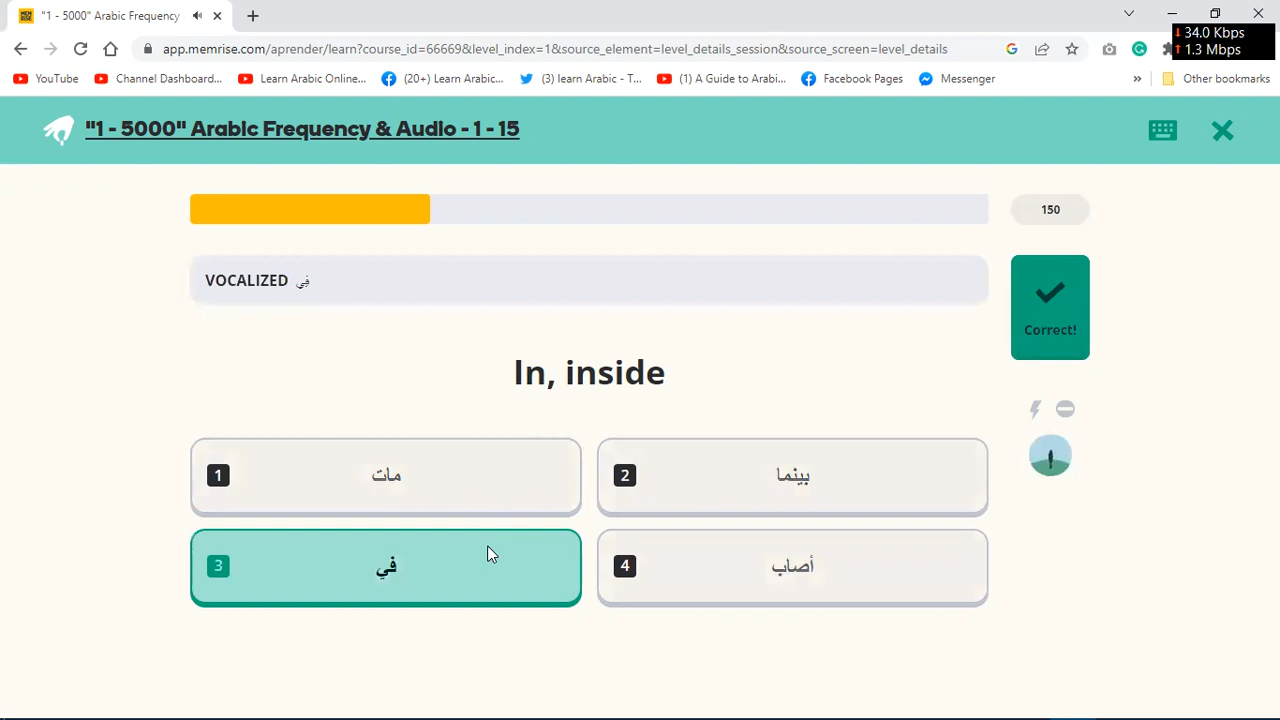 "1 - 5000" Arabic Frequency
34.0 Kbps
1.3 Mbps
app.memrise.com/aprender/learn?course_id=68669&level_index=1&source_element=level_details_session&source_screen=level_details
YouTube Channel Dashboard... Learn Arabic Online... (20+) Learn Arabic... (3) learn Arabic - T... (1) A Guide to Arabi... Facebook Pages Messenger » Other bookmarks
"1 - 5000" Arabic Frequency & Audio - 1 - 15
150
VOCALIZED فِي
Correct!
In, inside
1 مات
2 بينما
3 في
4 أصاب